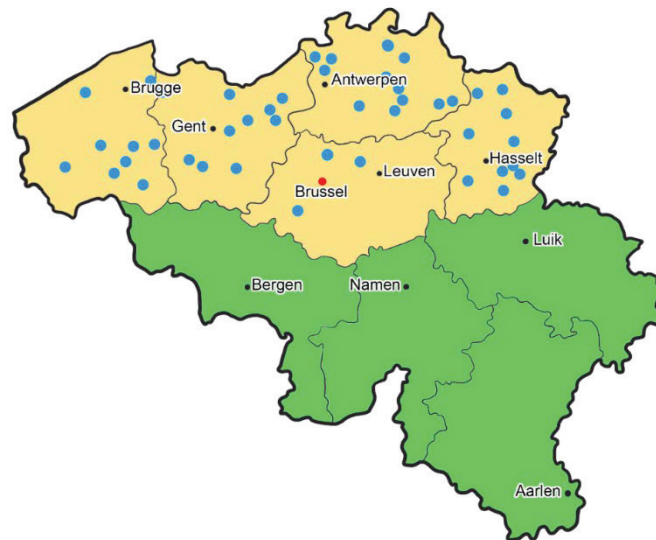 Brugge
Antwerpen
Gent
Hasselt
Leuven
Brussel
Luik
Bergen
Namen
Aarlen